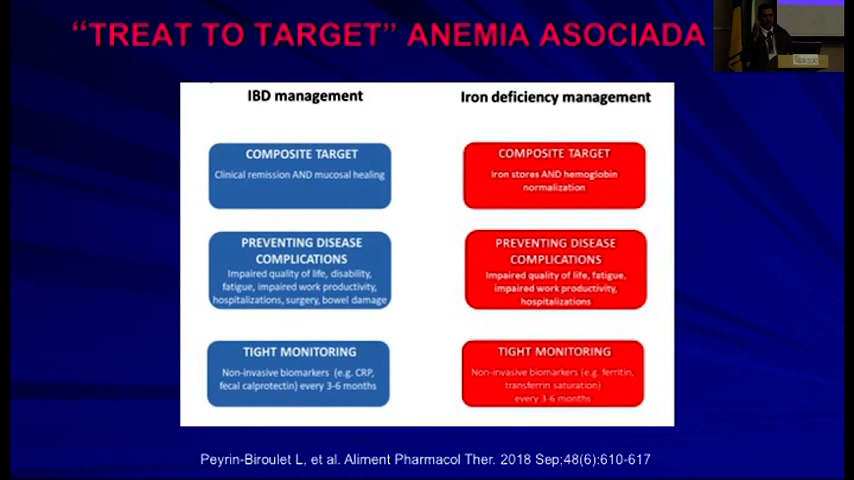 “TREAT TO TARGET” ANEMIA ASOCIADA
IBD management
Iron deficiency management
COMPOSITE TARGET
Clinical remission AND mucosal healing
COMPOSITE TARGET
Iron stores AND hemoglobin
normalization
PREVENTING DISEASE
COMPLICATIONS
Impaired quality of life, disability,
fatigue, impaired work productivity,
hospitalizations, surgery, bowel damage
PREVENTING DISEASE
COMPLICATIONS
Impaired quality of life, fatigue,
impaired work productivity,
hospitalizations
TIGHT MONITORING
Non-invasive biomarkers (e.g. CRP,
fecal calprotectin) every 3-6 months
TIGHT MONITORING
Non-invasive biomarkers (e.g. ferritin,
transferrin saturation)
every 3-6 months
Peyrin-Biroulet L, et al. Aliment Pharmacol Ther. 2018 Sep;48(6):610-617